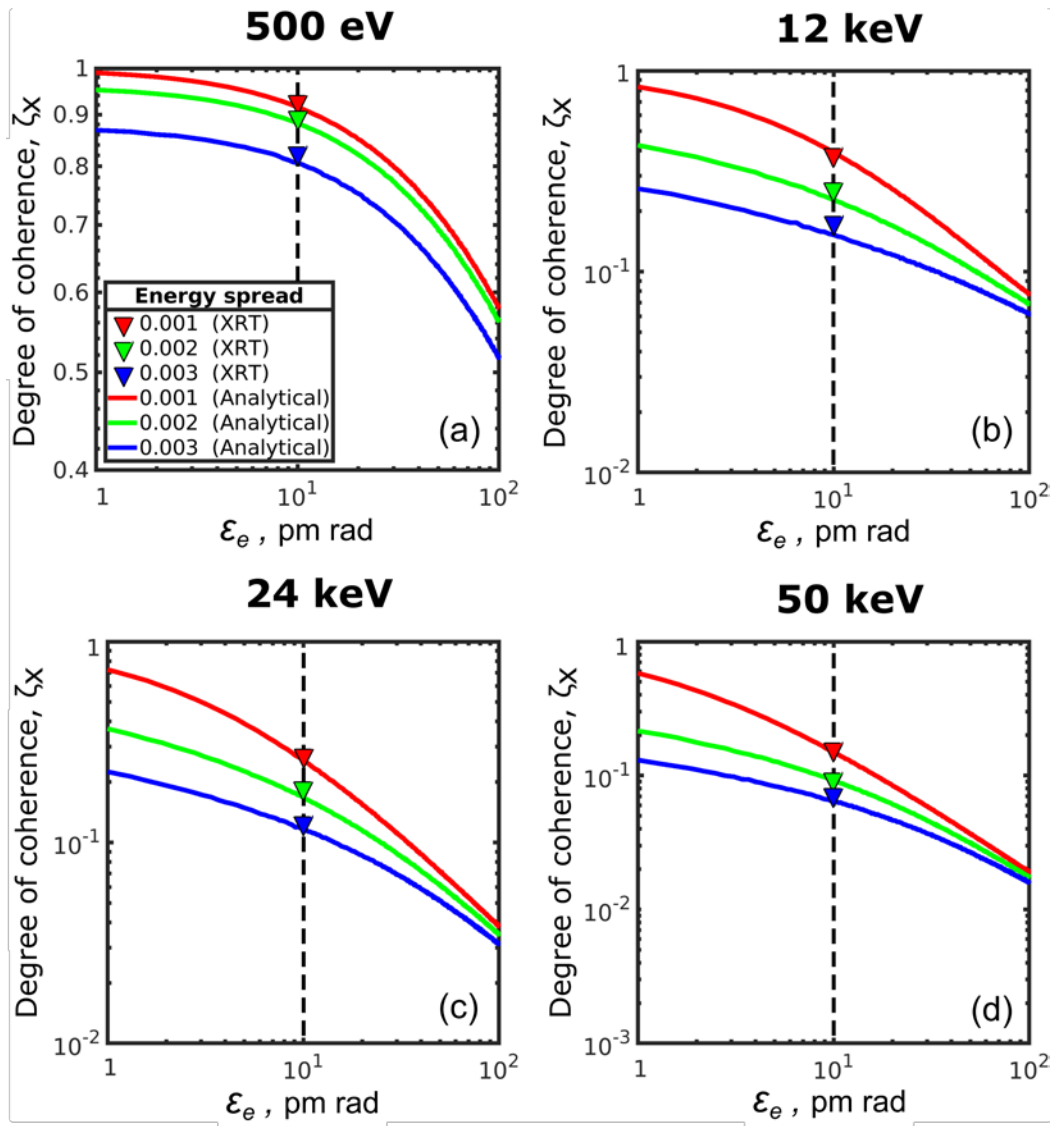 500 eV
Degree of coherence, ζx
1
0.9
0.8
0.7
0.6
0.5
0.4
Energy spread
0.001 (XRT)
0.002 (XRT)
0.003 (XRT)
0.001 (Analytical)
0.002 (Analytical)
0.003 (Analytical)
(a)
1 10¹ 10²
εe , pm rad
12 keV
Degree of coherence, ζx
1
10⁻¹
10⁻²
(b)
1 10¹ 10²
εe , pm rad
24 keV
Degree of coherence, ζx
1
10⁻¹
10⁻²
(c)
1 10¹ 10²
εe , pm rad
50 keV
Degree of coherence, ζx
1
10⁻¹
10⁻²
10⁻³
(d)
1 10¹ 10²
εe , pm rad